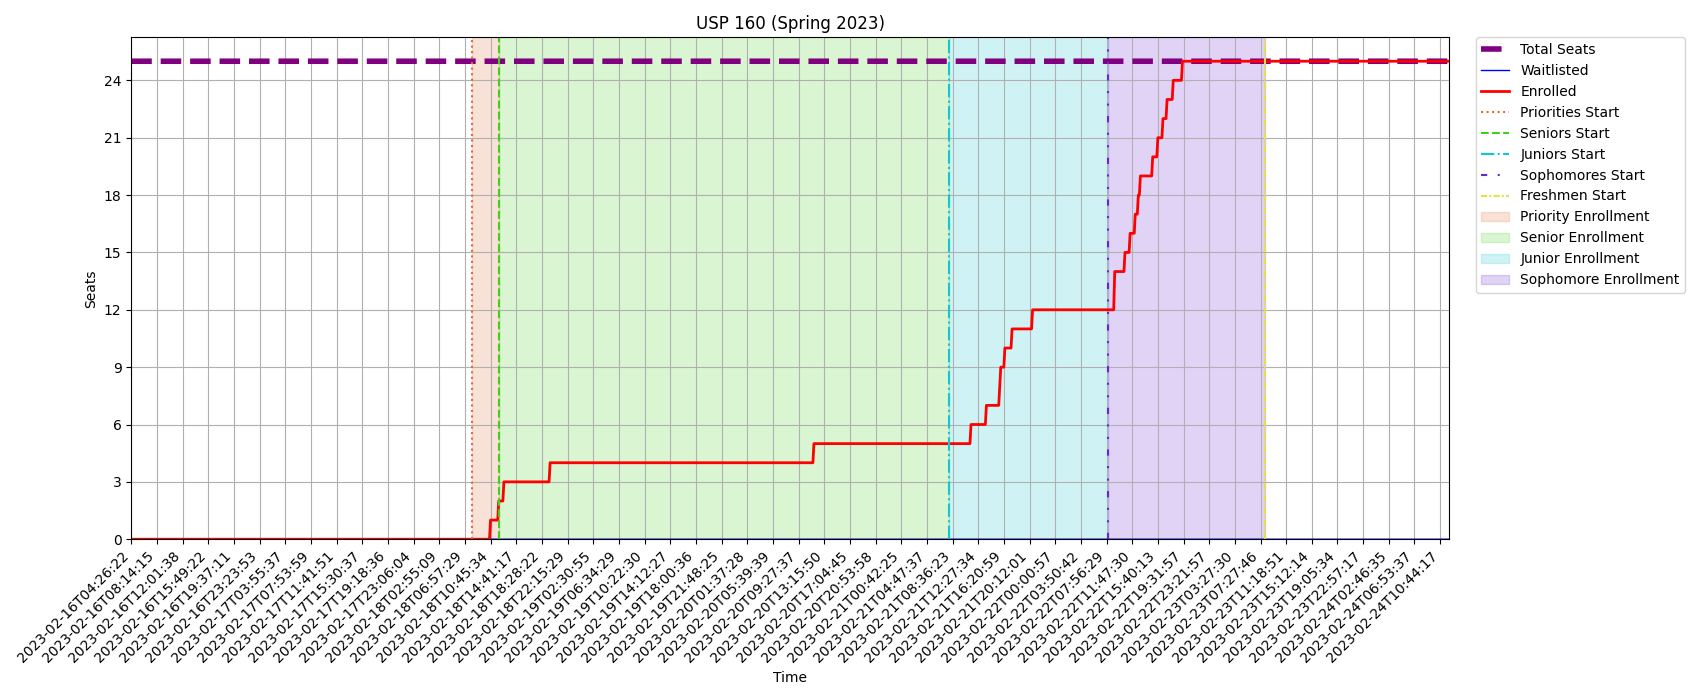 USP 160 (Spring 2023)
Seats
24
21
18
15
12
9
6
3
0
2023-02-16T04:26:22
2023-02-16T08:14:15
2023-02-16T12:01:38
2023-02-16T15:49:22
2023-02-16T19:37:11
2023-02-16T23:23:53
2023-02-17T03:55:37
2023-02-17T07:53:59
2023-02-17T11:41:51
2023-02-17T15:30:37
2023-02-17T19:18:36
2023-02-17T23:06:04
2023-02-18T02:55:09
2023-02-18T06:57:29
2023-02-18T10:45:34
2023-02-18T14:41:17
2023-02-18T18:28:22
2023-02-18T22:15:29
2023-02-19T02:30:55
2023-02-19T06:34:29
2023-02-19T10:22:30
2023-02-19T14:12:27
2023-02-19T18:00:36
2023-02-19T21:48:25
2023-02-20T01:37:28
2023-02-20T05:39:39
2023-02-20T09:27:37
2023-02-20T13:15:50
2023-02-20T17:04:45
2023-02-20T20:53:58
2023-02-21T00:42:25
2023-02-21T04:47:37
2023-02-21T08:36:23
2023-02-21T12:27:34
2023-02-21T16:20:59
2023-02-21T20:12:01
2023-02-22T00:00:57
2023-02-22T03:50:42
2023-02-22T07:56:29
2023-02-22T11:47:30
2023-02-22T15:40:13
2023-02-22T19:31:57
2023-02-22T23:21:57
2023-02-23T03:27:30
2023-02-23T07:27:46
2023-02-23T11:18:51
2023-02-23T15:12:14
2023-02-23T19:05:34
2023-02-23T22:57:17
2023-02-24T02:46:35
2023-02-24T06:53:37
2023-02-24T10:44:17
Time
Total Seats
Waitlisted
Enrolled
Priorities Start
Seniors Start
Juniors Start
Sophomores Start
Freshmen Start
Priority Enrollment
Senior Enrollment
Junior Enrollment
Sophomore Enrollment